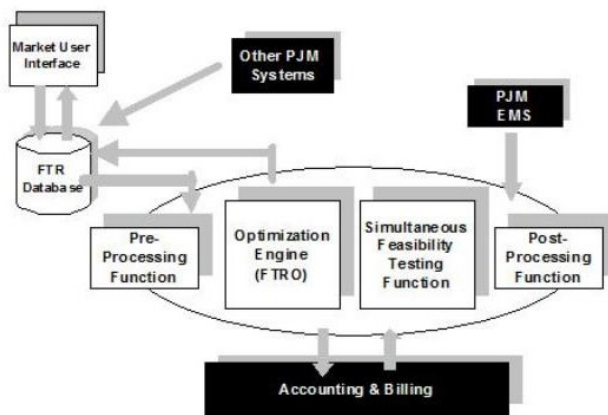 Market User
Interface
Other PJM
Systems
PJM
EMS
FTR
Database
Pre-
Processing
Function
Optimization
Engine
(FTRO)
Simultaneous
Feasibility
Testing
Function
Post-
Processing
Function
Accounting & Billing